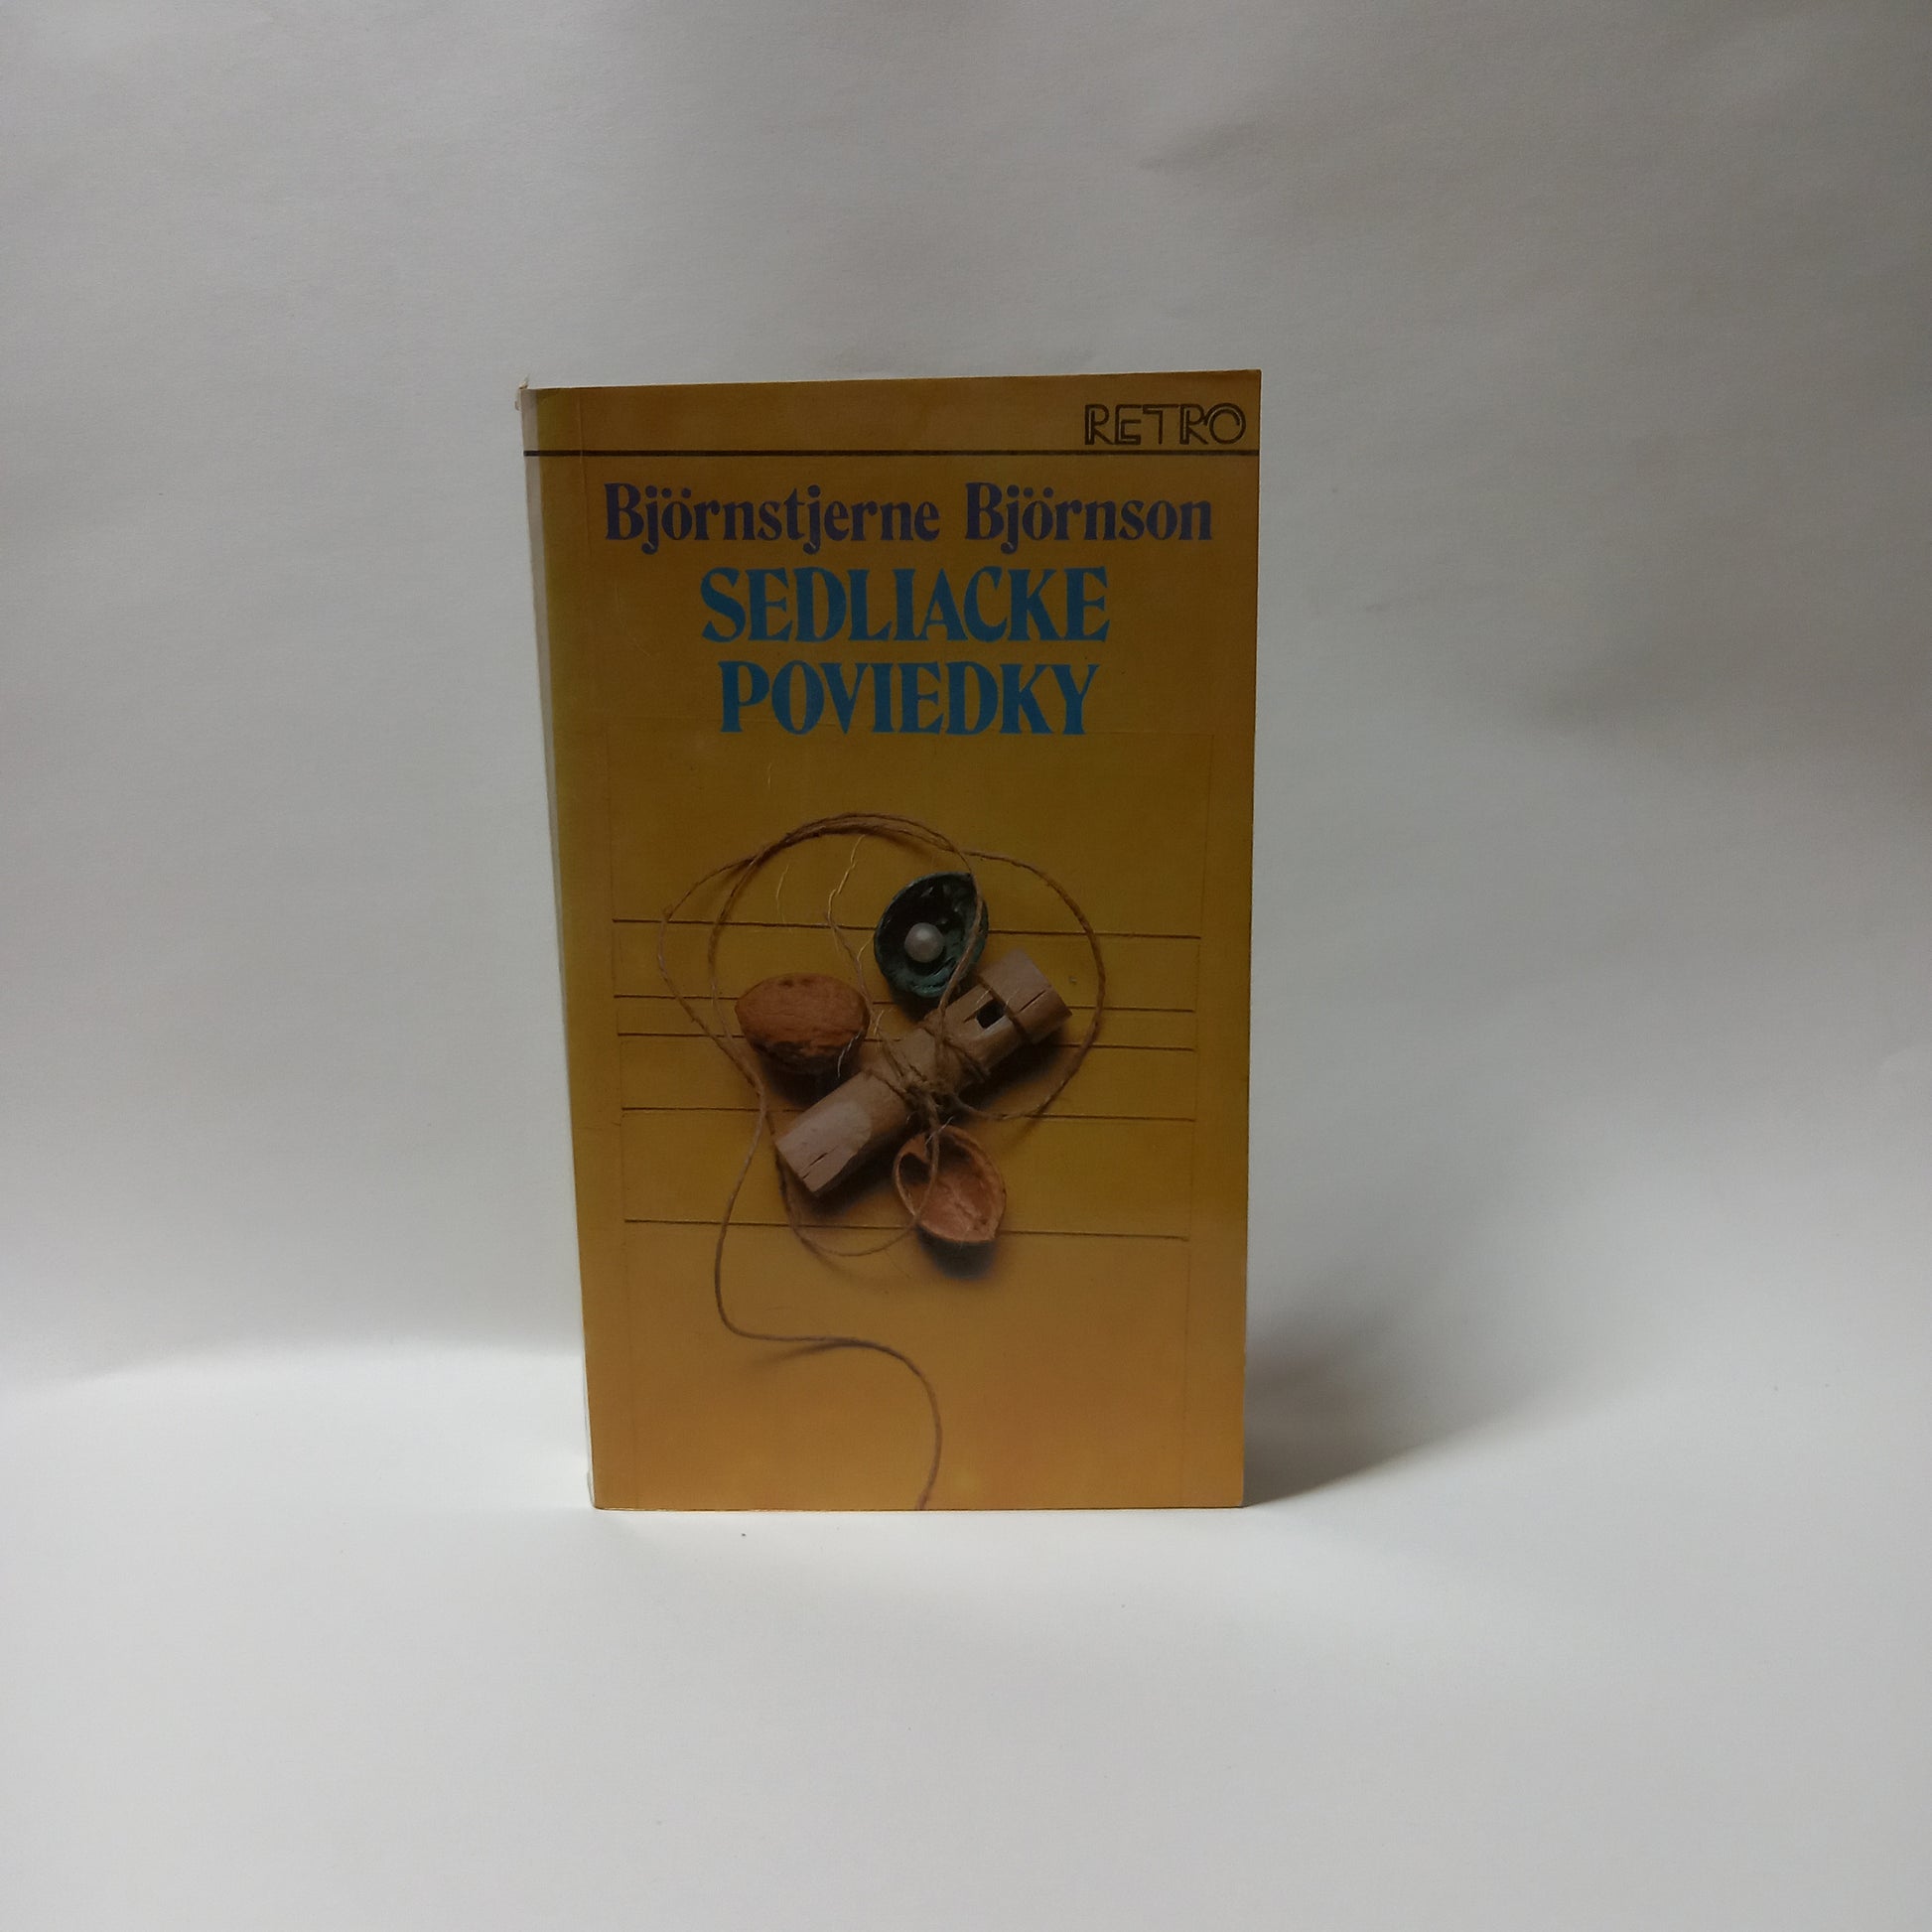 RETRO
Björnstjerne Björnson
SEDLIACKE
POVIEDKY